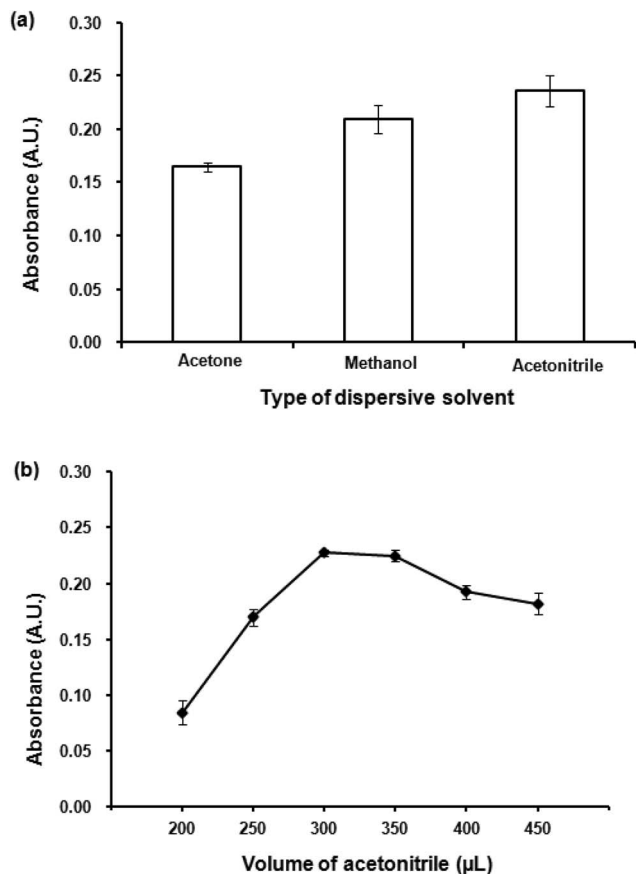 (a)
0.30
0.25
0.20
0.15
0.10
0.05
0.00
Absorbance (A.U.)
Acetone Methanol Acetonitrile
Type of dispersive solvent
(b)
0.30
0.25
0.20
0.15
0.10
0.05
0.00
Absorbance (A.U.)
200 250 300 350 400 450
Volume of acetonitrile (µL)